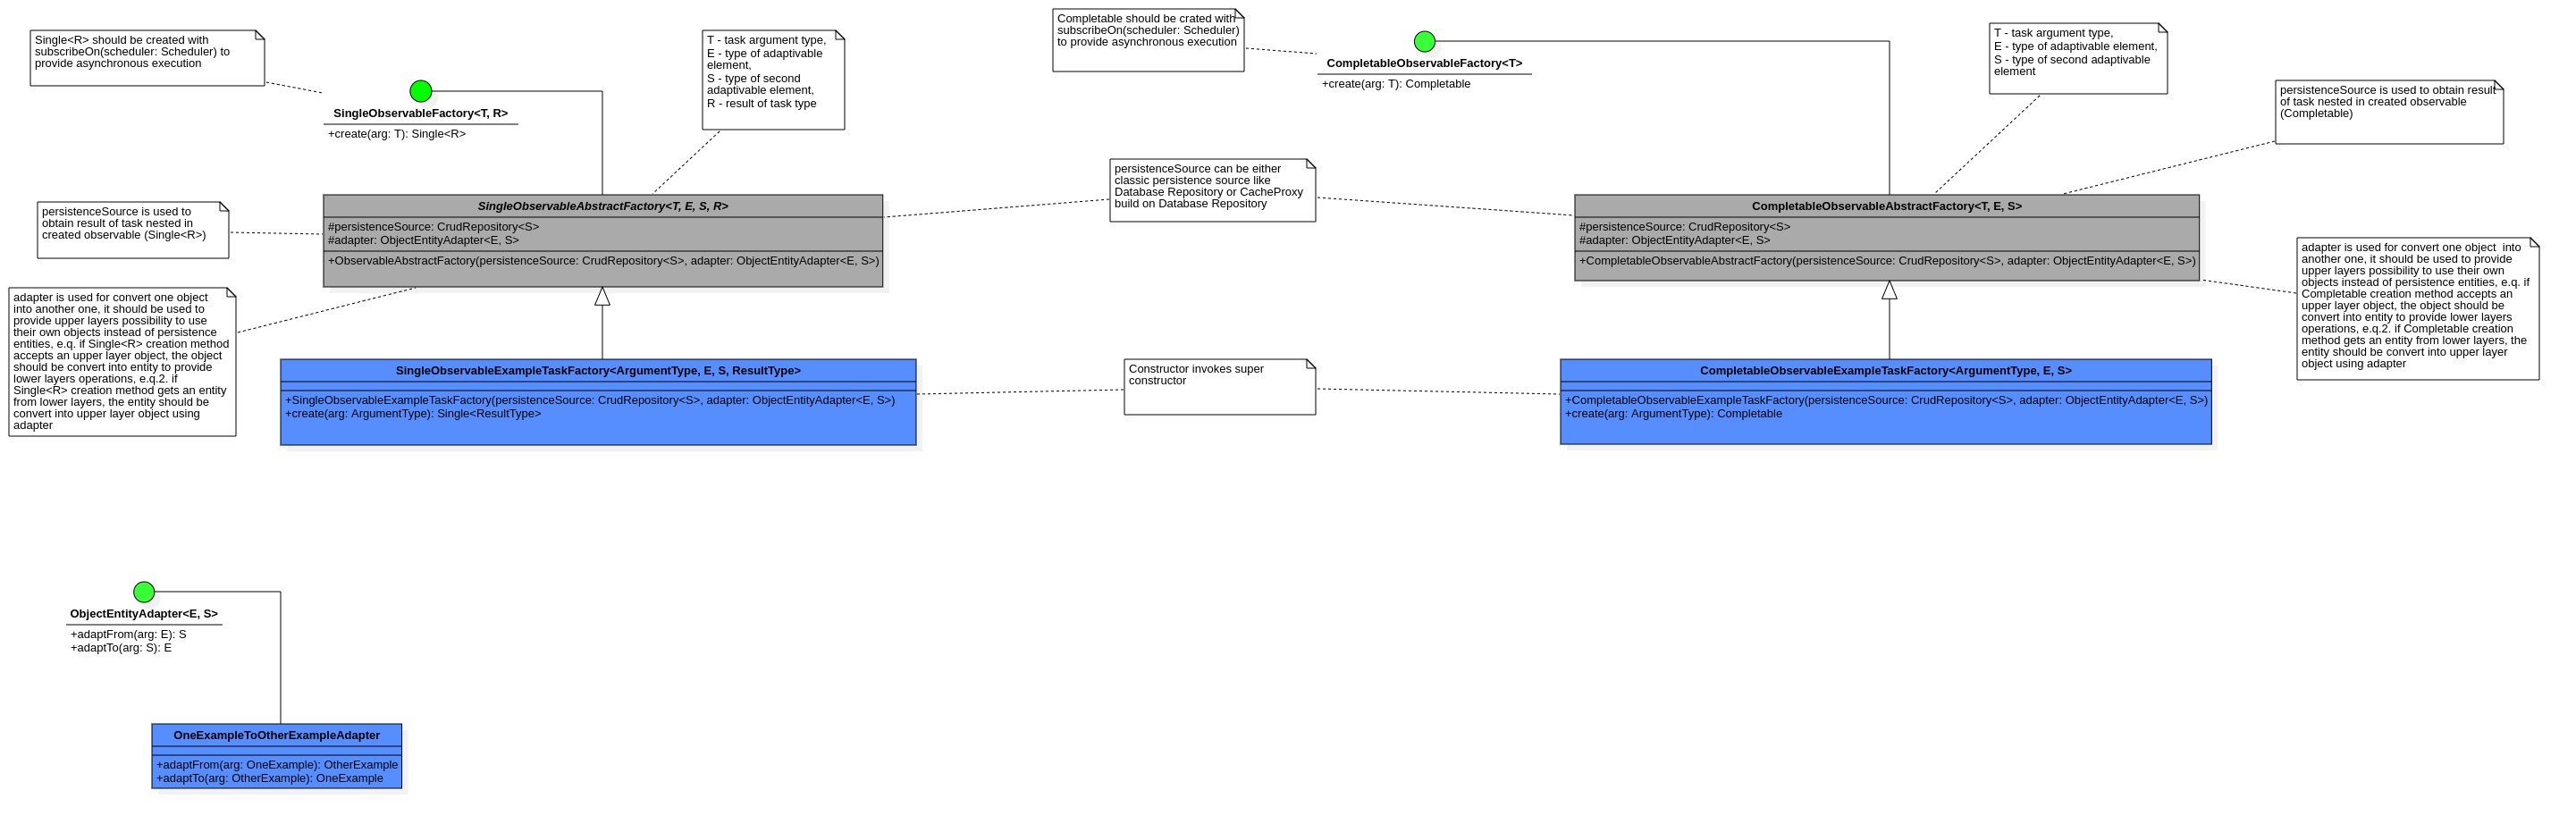 Single<R> should be created with
subscribeOn(scheduler: Scheduler) to
provide asynchronous execution
SingleObservableFactory<T, R>
+create(arg: T): Single<R>
T - task argument type,
E - type of adaptivable
element,
S - type of second
adaptivable element,
R - result of task type
Completable should be crated with
subscribeOn(scheduler: Scheduler)
to provide asynchronous execution
CompletableObservableFactory<T>
+create(arg: T): Completable
T - task argument type,
E - type of adaptivable element,
S - type of second adaptivable
element
persistenceSource is used to obtain result
of task nested in created observable
(Completable)
persistenceSource is used to
obtain result of task nested in
created observable (Single<R>)
SingleObservableAbstractFactory<T, E, S, R>
#persistenceSource: CrudRepository<S>
#adapter: ObjectEntityAdapter<E, S>
+ObservableAbstractFactory(persistenceSource: CrudRepository<S>, adapter: ObjectEntityAdapter<E, S>)
persistenceSource can be either
classic persistence source like
Database Repository or CacheProxy
build on Database Repository
CompletableObservableAbstractFactory<T, E, S>
#persistenceSource: CrudRepository<S>
#adapter: ObjectEntityAdapter<E, S>
+CompletableObservableAbstractFactory(persistenceSource: CrudRepository<S>, adapter: ObjectEntityAdapter<E, S>)
adapter is used for convert one object  into
another one, it should be used to provide
upper layers possibility to use their own
objects instead of persistence entities, e.q. if
Completable creation method accepts an
upper layer object, the object should be
convert into entity to provide lower layers
operations, e.q.2. if Completable creation
method gets an entity from lower layers, the
entity should be convert into upper layer
object using adapter
adapter is used for convert one object
into another one, it should be used to
provide upper layers possibility to use
their own objects instead of persistence
entities, e.q. if Single<R> creation method
accepts an upper layer object, the object
should be convert into entity to provide
lower layers operations, e.q.2. if
Single<R> creation method gets an entity
from lower layers, the entity should be
convert into upper layer object using
adapter
SingleObservableExampleTaskFactory<ArgumentType, E, S, ResultType>
+SingleObservableExampleTaskFactory(persistenceSource: CrudRepository<S>, adapter: ObjectEntityAdapter<E, S>)
+create(arg: ArgumentType): Single<ResultType>
Constructor invokes super
constructor
CompletableObservableExampleTaskFactory<ArgumentType, E, S>
+CompletableObservableExampleTaskFactory(persistenceSource: CrudRepository<S>, adapter: ObjectEntityAdapter<E, S>)
+create(arg: ArgumentType): Completable
ObjectEntityAdapter<E, S>
+adaptFrom(arg: E): S
+adaptTo(arg: S): E
OneExampleToOtherExampleAdapter
+adaptFrom(arg: OneExample): OtherExample
+adaptTo(arg: OtherExample): OneExample